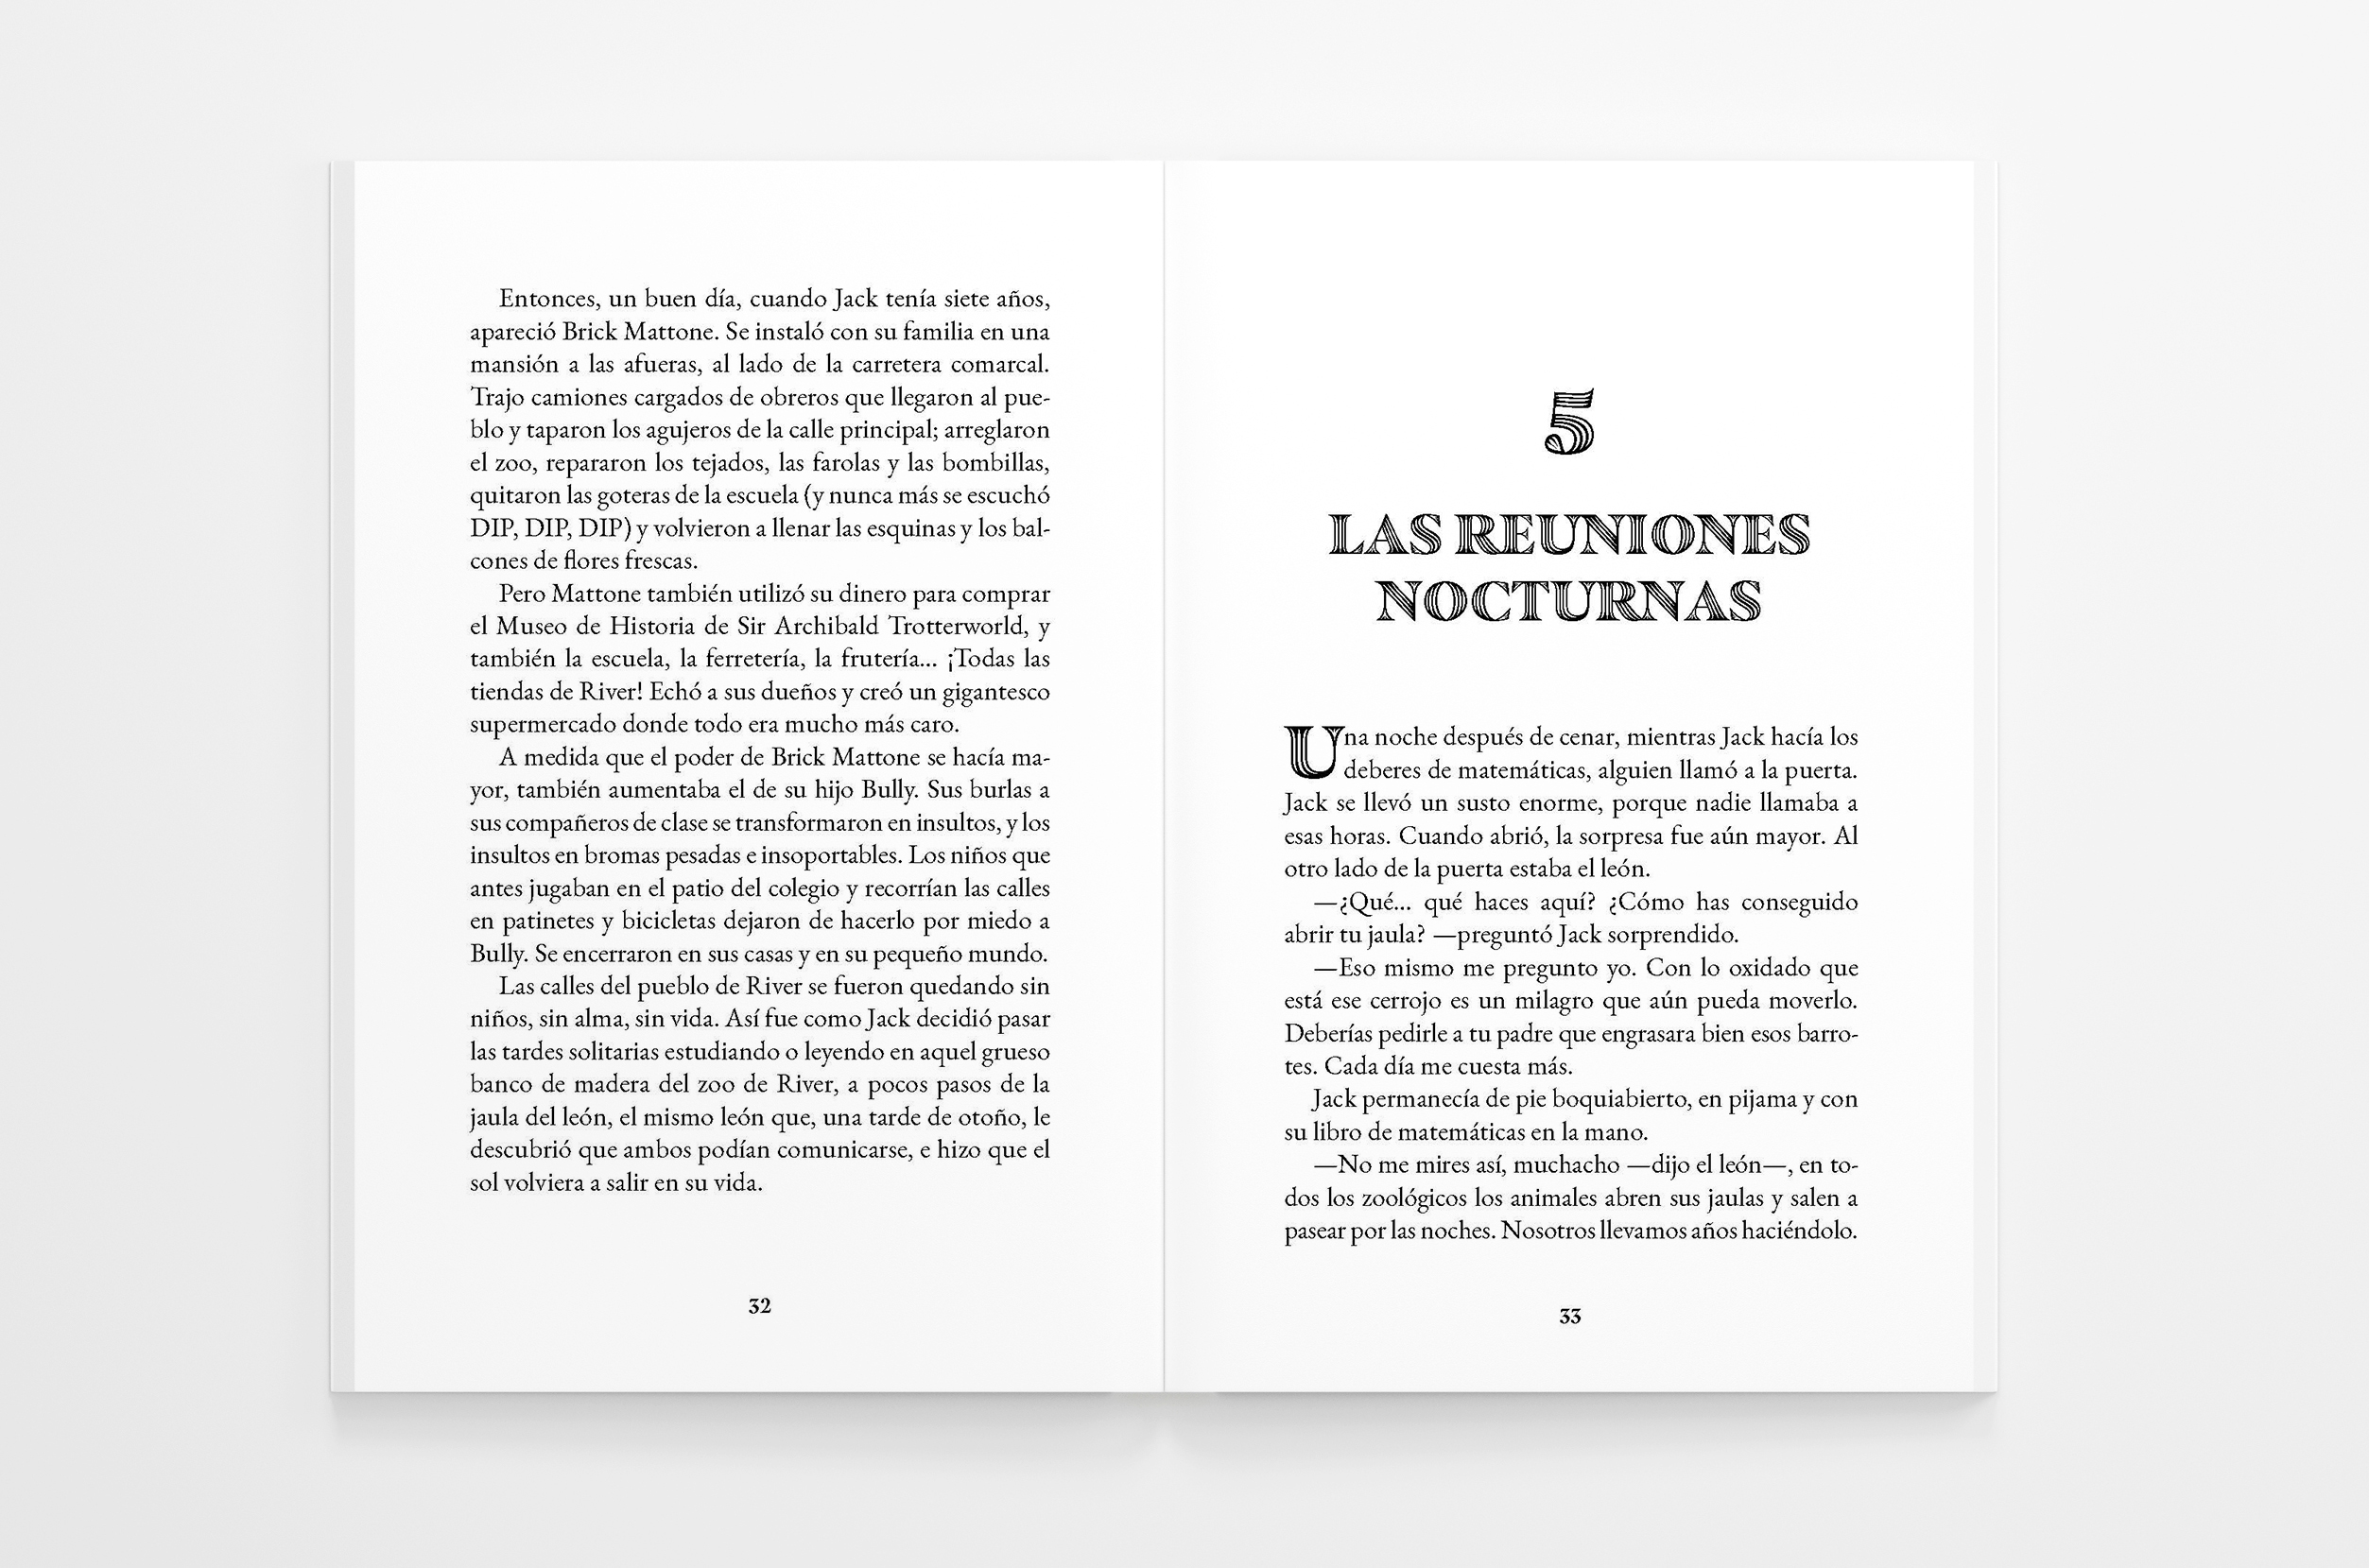 Entonces, un buen día, cuando Jack tenía siete años,
apareció Brick Mattone. Se instaló con su familia en una
mansión a las afueras, al lado de la carretera comarcal.
Trajo camiones cargados de obreros que llegaron al pue-
blo y taparon los agujeros de la calle principal; arreglaron
el zoo, repararon los tejados, las farolas y las bombillas,
quitaron las goteras de la escuela (y nunca más se escuchó
DIP, DIP, DIP) y volvieron a llenar las esquinas y los bal-
cones de flores frescas.
Pero Mattone también utilizó su dinero para comprar
el Museo de Historia de Sir Archibald Trotterworld, y
también la escuela, la ferretería, la frutería... ¡Todas las
tiendas de River! Echó a sus dueños y creó un gigantesco
supermercado donde todo era mucho más caro.
A medida que el poder de Brick Mattone se hacía ma-
yor, también aumentaba el de su hijo Bully. Sus burlas a
sus compañeros de clase se transformaron en insultos, y los
insultos en bromas pesadas e insoportables. Los niños que
antes jugaban en el patio del colegio y recorrían las calles
en patinetes y bicicletas dejaron de hacerlo por miedo a
Bully. Se encerraron en sus casas y en su pequeño mundo.
Las calles del pueblo de River se fueron quedando sin
niños, sin alma, sin vida. Así fue como Jack decidió pasar
las tardes solitarias estudiando o leyendo en aquel grueso
banco de madera del zoo de River, a pocos pasos de la
jaula del león, el mismo león que, una tarde de otoño, le
descubrió que ambos podían comunicarse, e hizo que el
sol volviera a salir en su vida.
32
5
LAS REUNIONES
NOCTURNAS
Una noche después de cenar, mientras Jack hacía los
deberes de matemáticas, alguien llamó a la puerta.
Jack se llevó un susto enorme, porque nadie llamaba a
esas horas. Cuando abrió, la sorpresa fue aún mayor. Al
otro lado de la puerta estaba el león.
—¿Qué... qué haces aquí? ¿Cómo has conseguido
abrir tu jaula? —preguntó Jack sorprendido.
—Eso mismo me pregunto yo. Con lo oxidado que
está ese cerrojo es un milagro que aún pueda moverlo.
Deberías pedirle a tu padre que engrasara bien esos barro-
tes. Cada día me cuesta más.
Jack permanecía de pie boquiabierto, en pijama y con
su libro de matemáticas en la mano.
—No me mires así, muchacho —dijo el león—, en to-
dos los zoológicos los animales abren sus jaulas y salen a
pasear por las noches. Nosotros llevamos años haciéndolo.
33